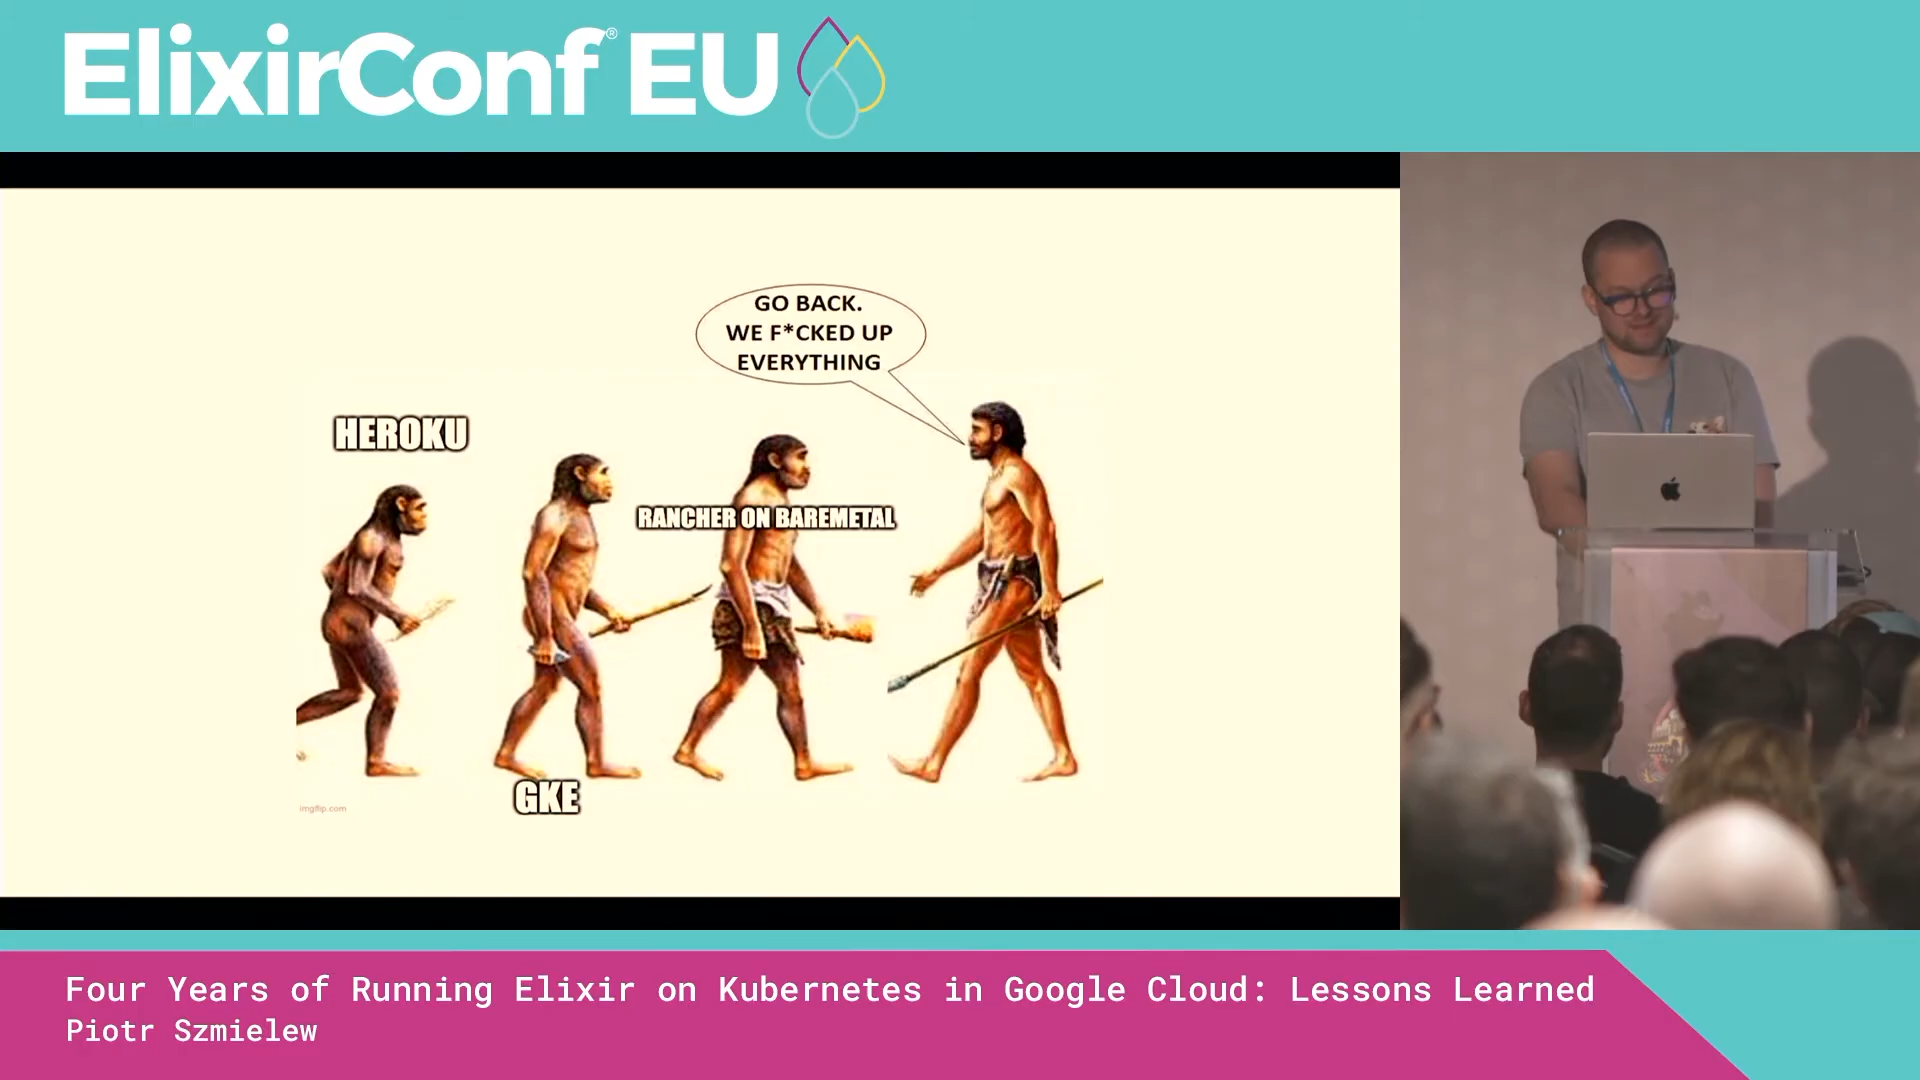 ElixirConf® EU
GO BACK.
WE F*CKED UP
EVERYTHING
HEROKU
RANCHER ON BAREMETAL
GKE
imgflip.com
Four Years of Running Elixir on Kubernetes in Google Cloud: Lessons Learned
Piotr Szmielew